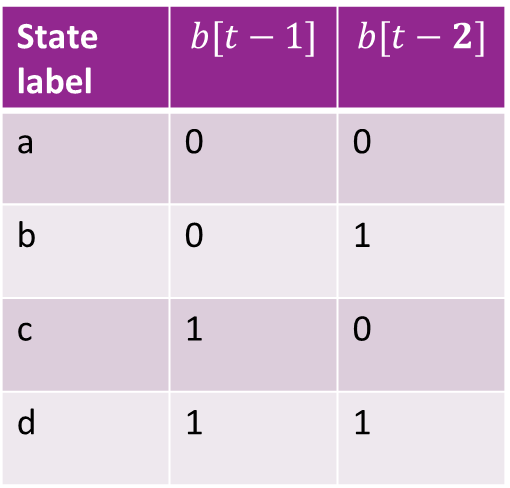 State label b[t − 1] b[t − 2]
a 0 0
b 0 1
c 1 0
d 1 1